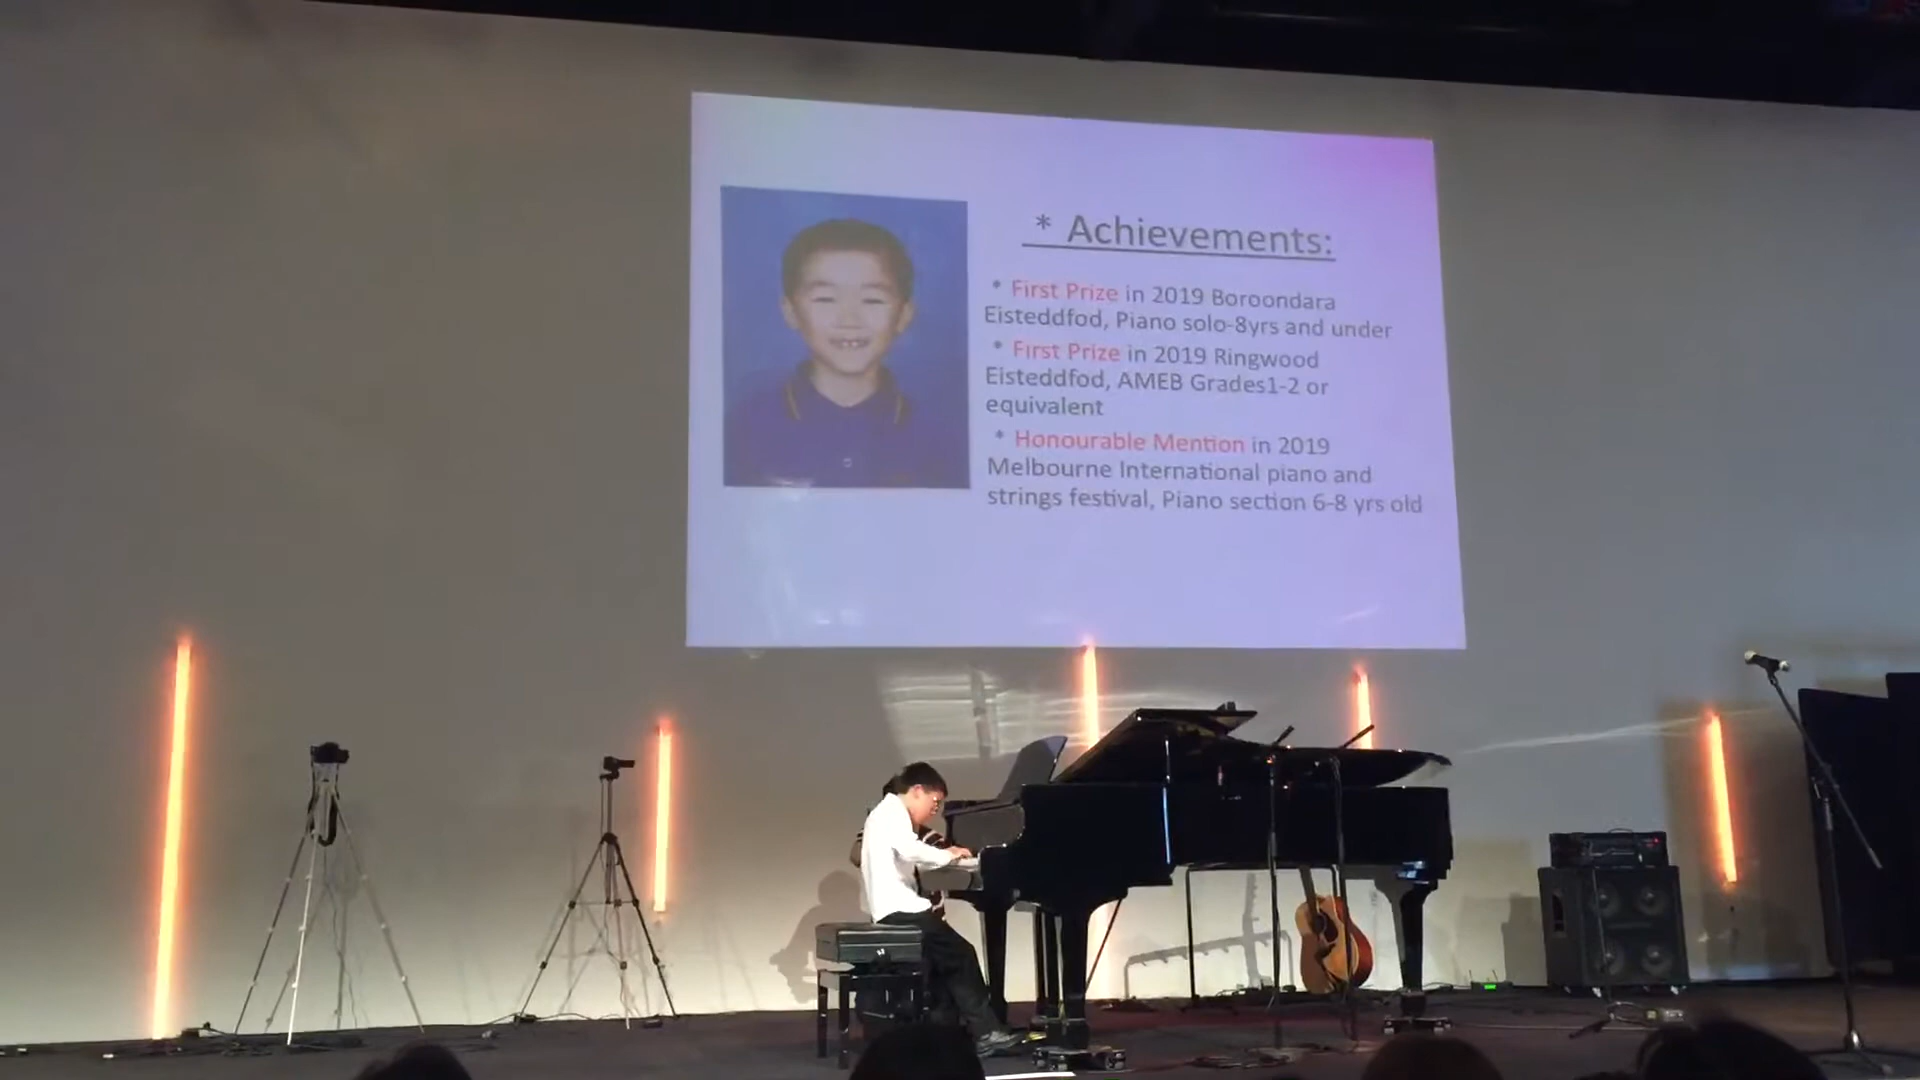 * Achievements:
* First Prize in 2019 Boroondara
Eisteddfod, Piano solo-8yrs and under
* First Prize in 2019 Ringwood
Eisteddfod, AMEB Grades1-2 or
equivalent
* Honourable Mention in 2019
Melbourne International piano and
strings festival, Piano section 6-8 yrs old